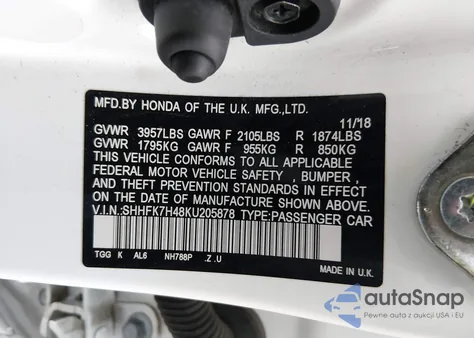 MFD.BY HONDA OF THE U.K. MFG.,LTD.
11/18
GVWR 3957LBS GAWR F 2105LBS R 1874LBS
GVWR 1795KG GAWR F 955KG R 850KG
THIS VEHICLE CONFORMS TO ALL APPLICABLE
FEDERAL MOTOR VEHICLE SAFETY , BUMPER ,
AND THEFT PREVENTION STANDARDS IN EFFECT
ON THE DATE OF MANUFACTURE SHOWN ABOVE.
V.I.N.:SHHFK7H48KU205878 TYPE:PASSENGER CAR
TGG K AL6 NH788P .Z.U
MADE IN U.K.
autoSnap
Pewne auta z aukcji USA i EU